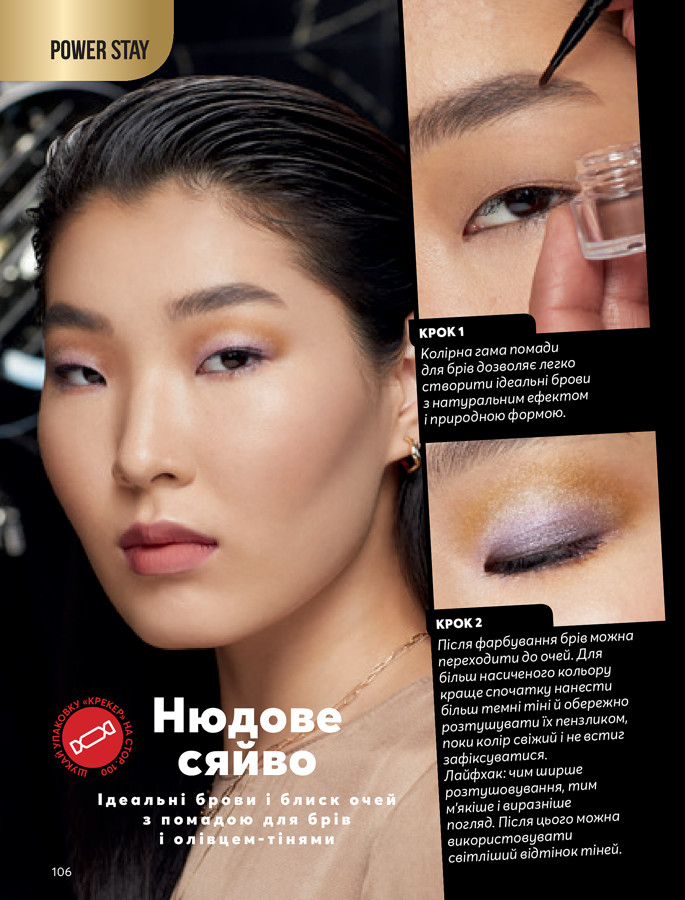 POWER STAY
КРОК 1
Колірна гама помади
для брів дозволяє легко
створити ідеальні брови
з натуральним ефектом
і природною формою.
КРОК 2
Після фарбування брів можна
переходити до очей. Для
більш насиченого кольору
краще спочатку нанести
більш темні тіні й обережно
розтушувати їх пензликом,
поки колір свіжий і не встиг
зафіксуватися.
Лайфхак: чим ширше
розтушовування, тим
м'якіше і виразніше
погляд. Після цього можна
використовувати
світліший відтінок тіней.
ШУКАЙ УПАКОВКУ «КРЕКЕР» НА СТОР. 100
Нюдове
сяйво
Ідеальні брови і блиск очей
з помадою для брів
і олівцем-тінями
106